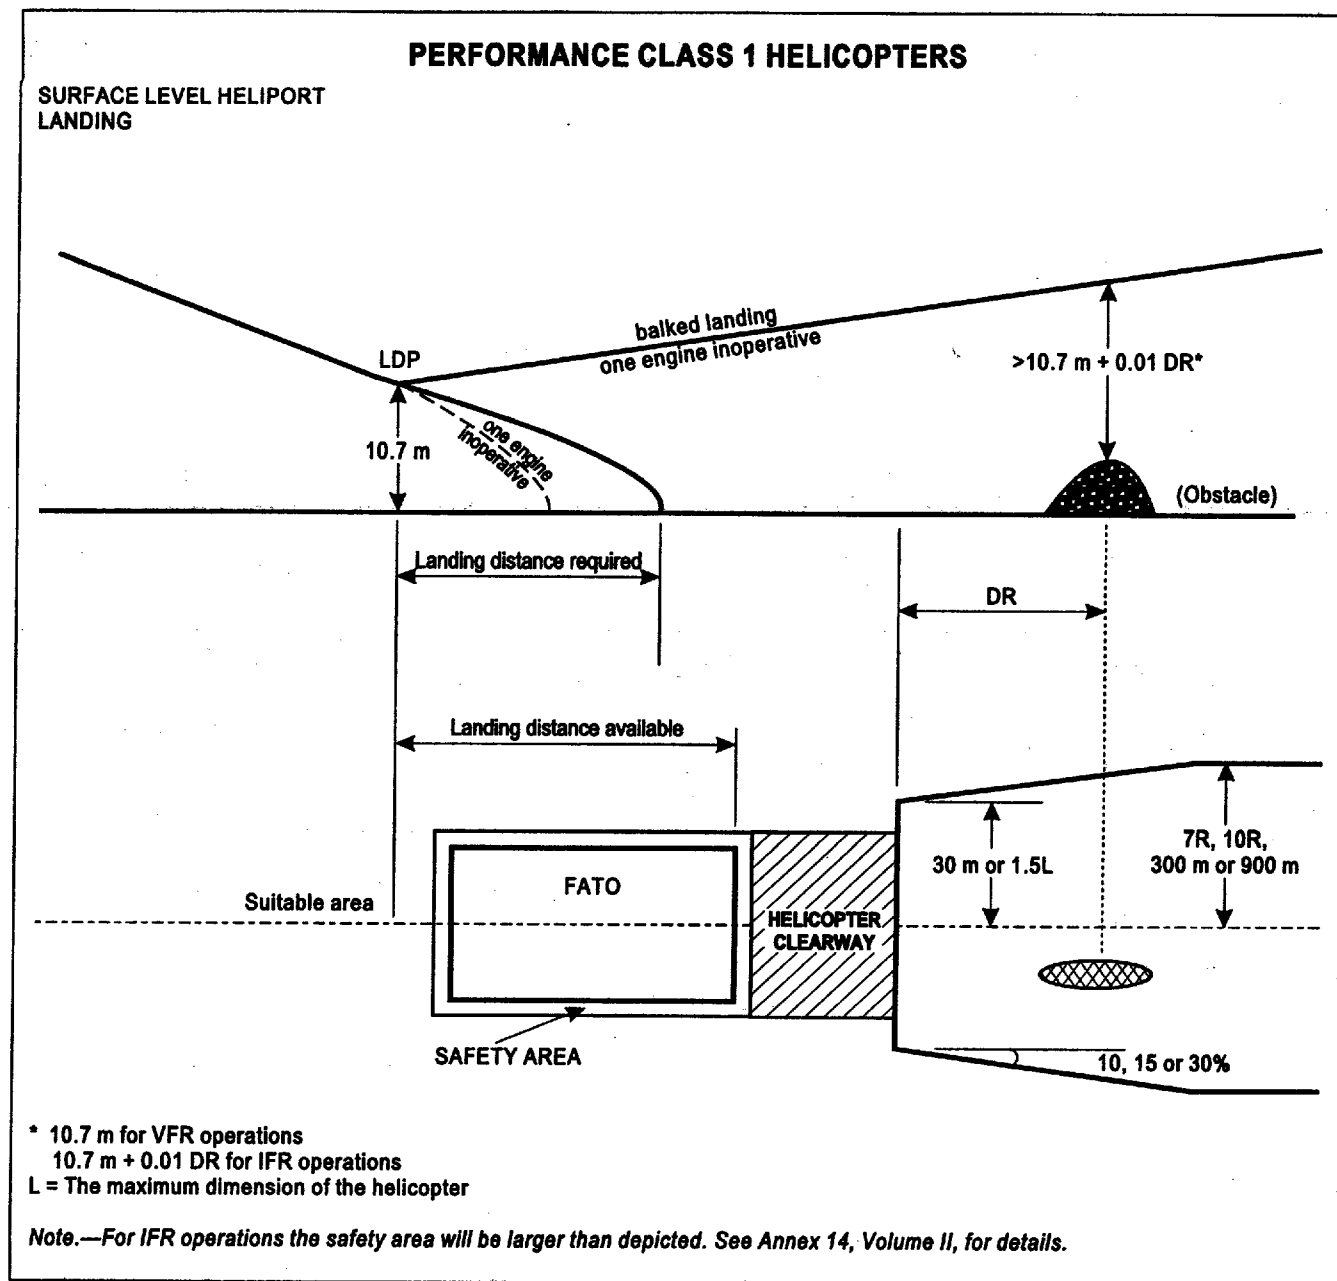 PERFORMANCE CLASS 1 HELICOPTERS
SURFACE LEVEL HELIPORT
LANDING
balked landing
one engine inoperative
LDP
>10.7 m + 0.01 DR*
10.7 m
one engine
inoperative
(Obstacle)
Landing distance required
DR
Landing distance available
7R, 10R,
300 m or 900 m
30 m or 1.5L
FATO
Suitable area
HELICOPTER
CLEARWAY
SAFETY AREA
10, 15 or 30%
* 10.7 m for VFR operations
10.7 m + 0.01 DR for IFR operations
L = The maximum dimension of the helicopter
Note.—For IFR operations the safety area will be larger than depicted. See Annex 14, Volume II, for details.